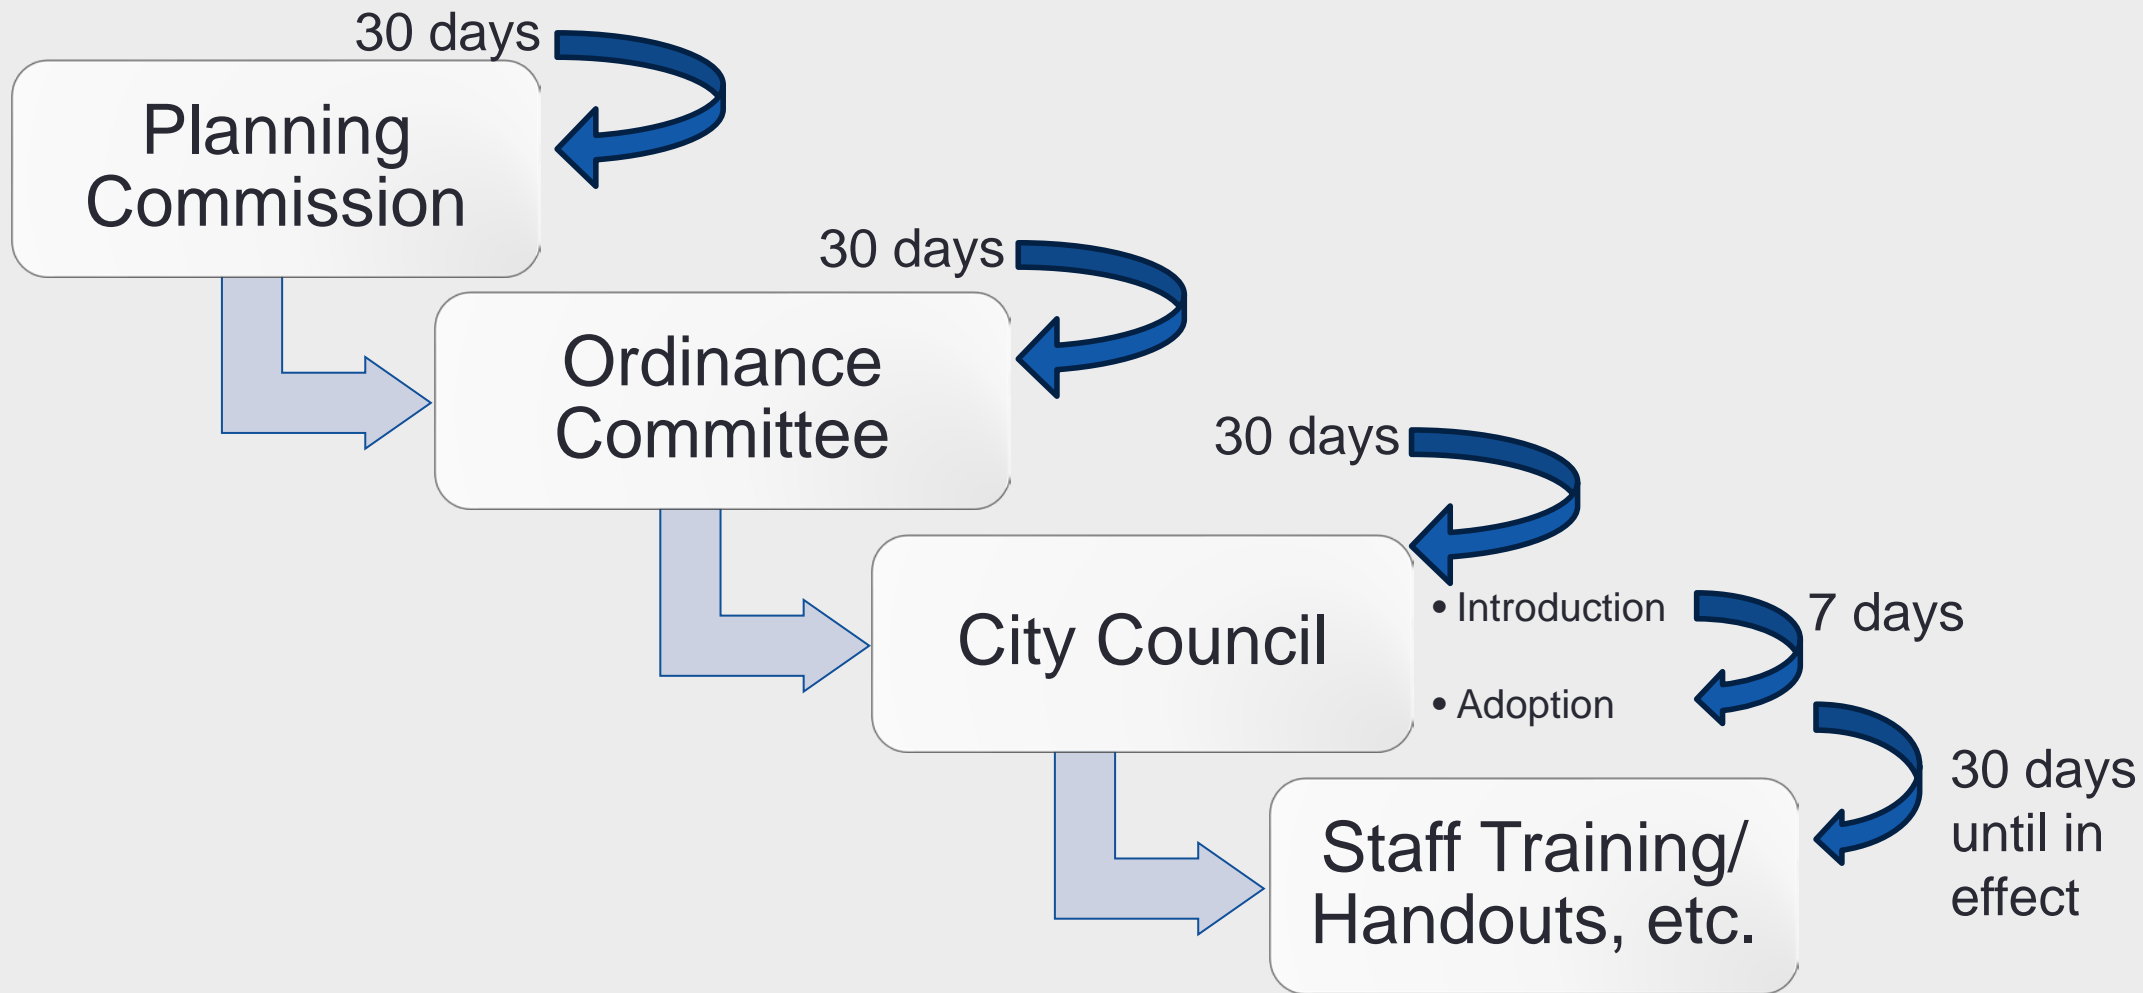 30 days
Planning
Commission
30 days
Ordinance
Committee
30 days
City Council
• Introduction
7 days
• Adoption
30 days
until in
effect
Staff Training/
Handouts, etc.